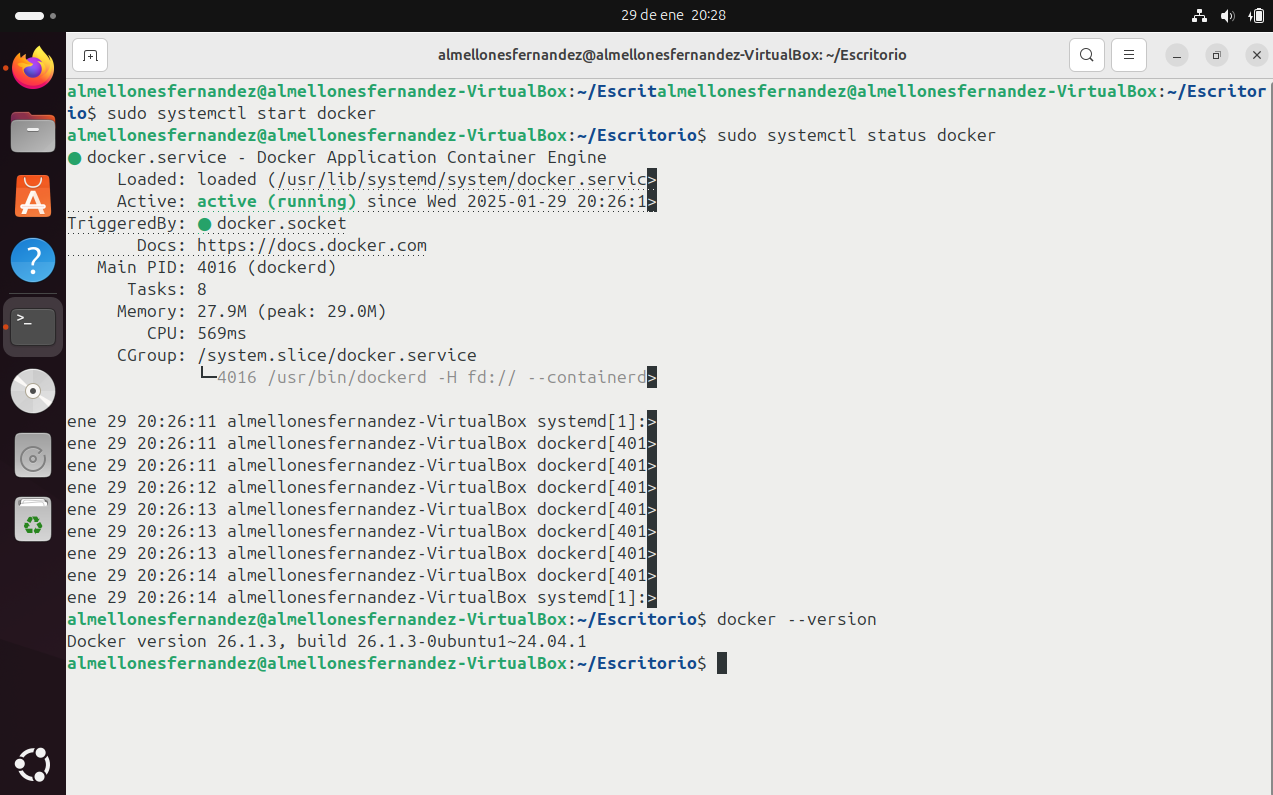 29 de ene 20:28
almellonesfernandez@almellonesfernandez-VirtualBox: ~/Escritorio
almellonesfernandez@almellonesfernandez-VirtualBox:~/Escritalmellonesfernandez@almellonesfernandez-VirtualBox:~/Escritor
io$ sudo systemctl start docker
almellonesfernandez@almellonesfernandez-VirtualBox:~/Escritorio$ sudo systemctl status docker
● docker.service - Docker Application Container Engine
     Loaded: loaded (/usr/lib/systemd/system/docker.servic>
     Active: active (running) since Wed 2025-01-29 20:26:1>
TriggeredBy: ● docker.socket
       Docs: https://docs.docker.com
   Main PID: 4016 (dockerd)
      Tasks: 8
     Memory: 27.9M (peak: 29.0M)
        CPU: 569ms
     CGroup: /system.slice/docker.service
             └─4016 /usr/bin/dockerd -H fd:// --containerd>
ene 29 20:26:11 almellonesfernandez-VirtualBox systemd[1]:>
ene 29 20:26:11 almellonesfernandez-VirtualBox dockerd[401>
ene 29 20:26:11 almellonesfernandez-VirtualBox dockerd[401>
ene 29 20:26:12 almellonesfernandez-VirtualBox dockerd[401>
ene 29 20:26:13 almellonesfernandez-VirtualBox dockerd[401>
ene 29 20:26:13 almellonesfernandez-VirtualBox dockerd[401>
ene 29 20:26:13 almellonesfernandez-VirtualBox dockerd[401>
ene 29 20:26:14 almellonesfernandez-VirtualBox dockerd[401>
ene 29 20:26:14 almellonesfernandez-VirtualBox systemd[1]:>
almellonesfernandez@almellonesfernandez-VirtualBox:~/Escritorio$ docker --version
Docker version 26.1.3, build 26.1.3-0ubuntu1~24.04.1
almellonesfernandez@almellonesfernandez-VirtualBox:~/Escritorio$